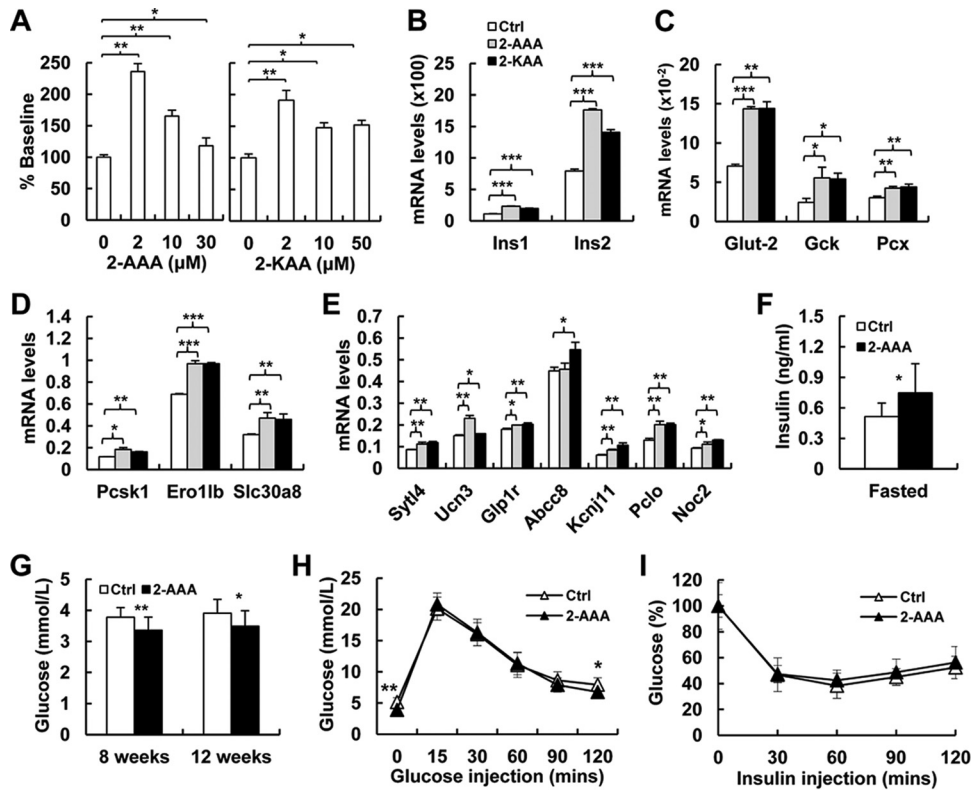 A
* ** **
* * **
% Baseline
250
200
150
100
50
0
0 2 10 30
2-AAA (µM)
0 2 10 50
2-KAA (µM)
B
Ctrl
2-AAA
2-KAA
mRNA levels (x100)
25
20
15
10
5
0
*** ***
*** ***
Ins1 Ins2
C
mRNA levels (x10-2)
20
15
10
5
0
** ***
* *
** **
Glut-2 Gck Pcx
D
mRNA levels
1.4
1.2
1
0.8
0.6
0.4
0.2
0
** *
*** ***
** **
Pcsk1 Ero1lb Slc30a8
E
mRNA levels
0.7
0.6
0.5
0.4
0.3
0.2
0.1
0
** **
* **
** *
*
** **
** **
** *
Sytl4 Ucn3 Glp1r Abcc8 Kcnj11 Pclo Noc2
F
Insulin (ng/ml)
1.5
1.2
0.9
0.6
0.3
0
Ctrl
2-AAA
*
Fasted
G
Glucose (mmol/L)
5
4
3
2
1
0
Ctrl 2-AAA
** *
8 weeks 12 weeks
H
Glucose (mmol/L)
25
20
15
10
5
0
Ctrl
2-AAA
** *
0 15 30 60 90 120
Glucose injection (mins)
I
Glucose (%)
120
100
80
60
40
20
0
Ctrl
2-AAA
0 30 60 90 120
Insulin injection (mins)